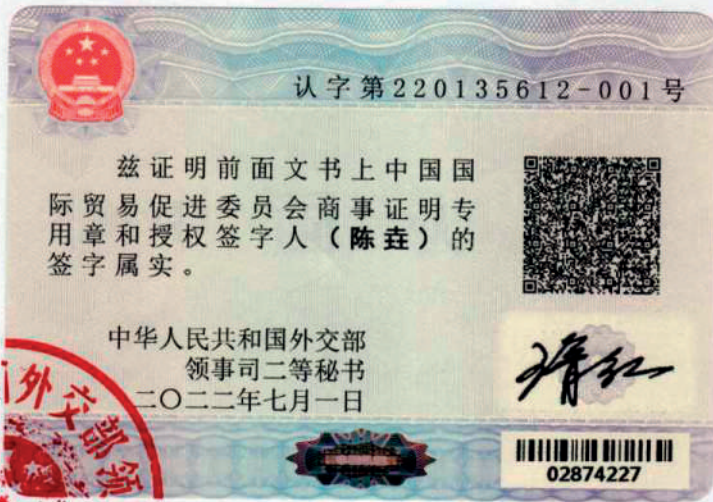 认字第220135612-001号
兹证明前面文书上中国国
际贸易促进委员会商事证明专
用章和授权签字人（陈垚）的
签字属实。
中华人民共和国外交部
领事司二等秘书
二〇二二年七月一日
外交部领
02874227